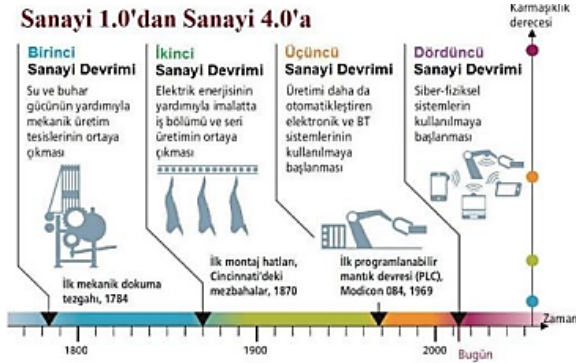 Sanayi 1.0'dan Sanayi 4.0'a
Karmaşıklık
derecesi
Birinci
Sanayi Devrimi
Su ve buhar
gücünün yardımıyla
mekanik üretim
tesislerinin ortaya
çıkması
İkinci
Sanayi Devrimi
Elektrik enerjisinin
yardımıyla imalatta
iş bölümü ve seri
üretimin ortaya
çıkması
Üçüncü
Sanayi Devrimi
Üretimi daha da
otomatikleştiren
elektronik ve BT
sistemlerinin
kullanılmaya
başlanması
Dördüncü
Sanayi Devrimi
Siber-fiziksel
sistemlerin
kullanılmaya
başlanması
İlk mekanik dokuma
tezgahı, 1784
İlk montaj hatları,
Cincinnati'deki
mezbahalar, 1870
İlk programlanabilir
mantık devresi (PLC),
Modicon 084, 1969
Zaman
1800
1900
2000
Bugün